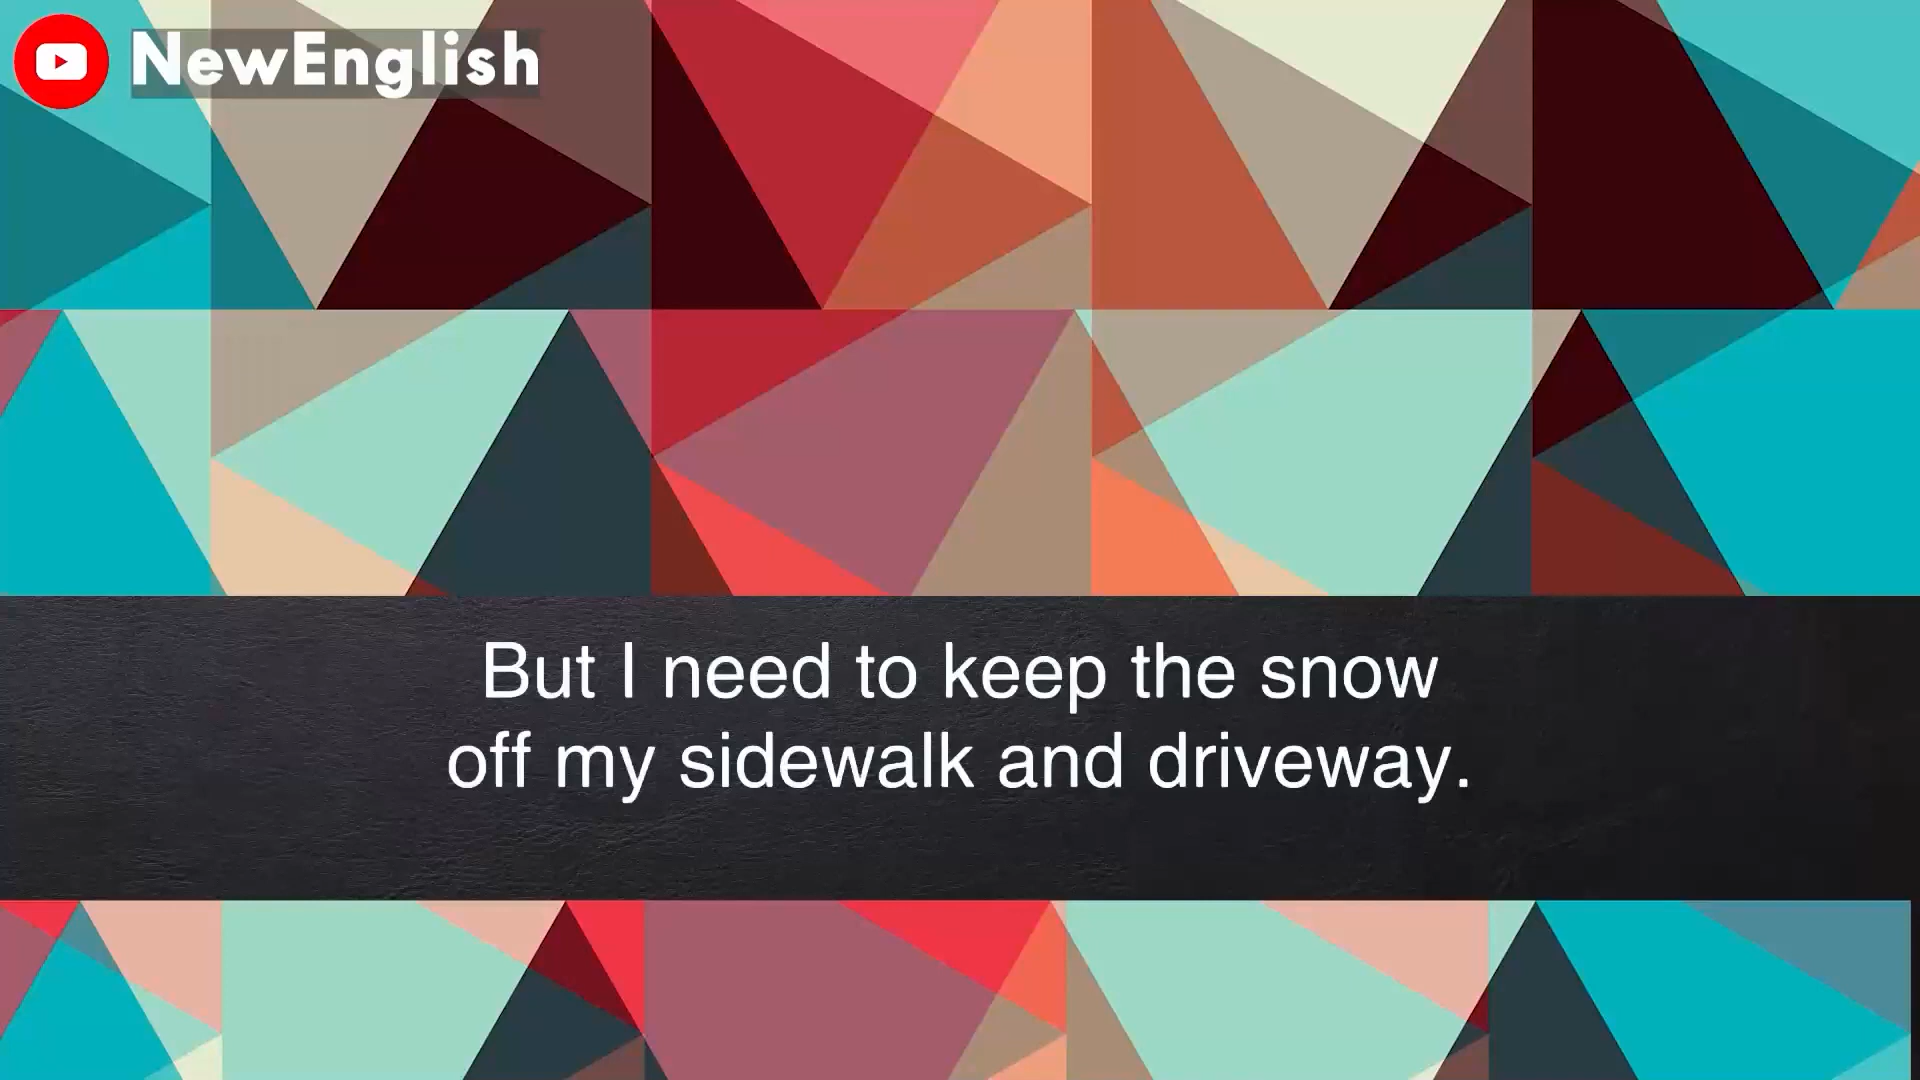 NewEnglish
But I need to keep the snow
off my sidewalk and driveway.